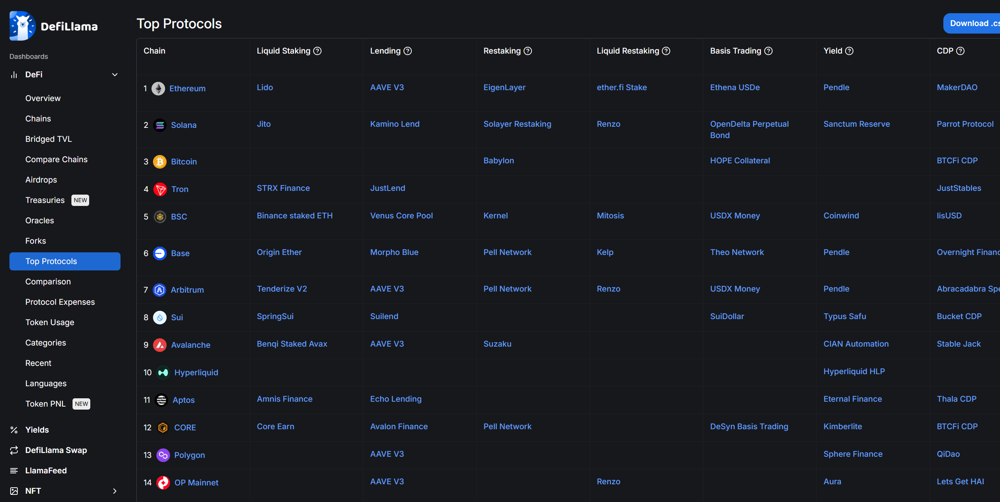 DefiLlama
Dashboards
DeFi
Overview
Chains
Bridged TVL
Compare Chains
Airdrops
Treasuries NEW
Oracles
Forks
Top Protocols
Comparison
Protocol Expenses
Token Usage
Categories
Recent
Languages
Token PNL NEW
Yields
DefiLlama Swap
LlamaFeed
NFT
Top Protocols
Download .cs
Chain Liquid Staking Lending Restaking Liquid Restaking Basis Trading Yield CDP
1 Ethereum Lido AAVE V3 EigenLayer ether.fi Stake Ethena USDe Pendle MakerDAO
2 Solana Jito Kamino Lend Solayer Restaking Renzo OpenDelta Perpetual Sanctum Reserve Parrot Protocol
Bond
3 Bitcoin Babylon HOPE Collateral BTCFi CDP
4 Tron STRX Finance JustLend JustStables
5 BSC Binance staked ETH Venus Core Pool Kernel Mitosis USDX Money Coinwind lisUSD
6 Base Origin Ether Morpho Blue Pell Network Kelp Theo Network Pendle Overnight Financ
7 Arbitrum Tenderize V2 AAVE V3 Pell Network Renzo USDX Money Pendle Abracadabra Spe
8 Sui SpringSui Suilend SuiDollar Typus Safu Bucket CDP
9 Avalanche Benqi Staked Avax AAVE V3 Suzaku CIAN Automation Stable Jack
10 Hyperliquid Hyperliquid HLP
11 Aptos Amnis Finance Echo Lending Eternal Finance Thala CDP
12 CORE Core Earn Avalon Finance Pell Network DeSyn Basis Trading Kimberlite BTCFi CDP
13 Polygon AAVE V3 Sphere Finance QiDao
14 OP Mainnet AAVE V3 Renzo Aura Lets Get HAI